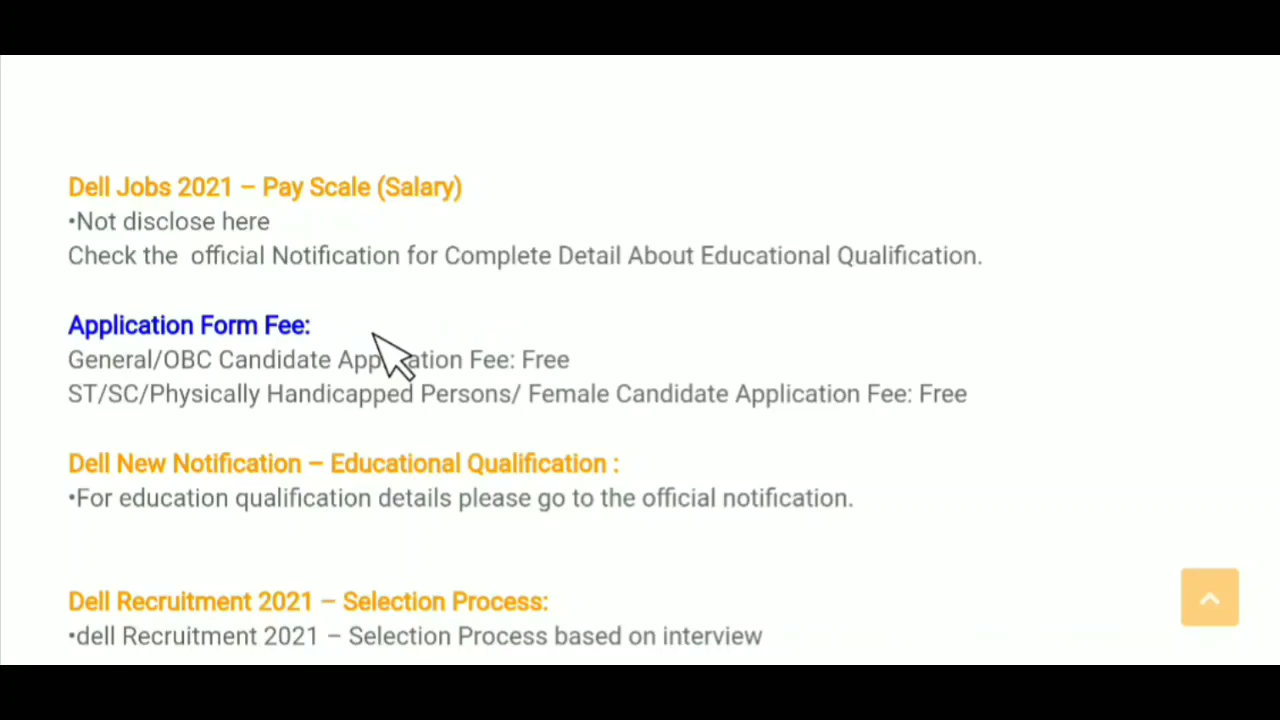 Dell Jobs 2021 – Pay Scale (Salary)
•Not disclose here
Check the  official Notification for Complete Detail About Educational Qualification.
Application Form Fee:
General/OBC Candidate Application Fee: Free
ST/SC/Physically Handicapped Persons/ Female Candidate Application Fee: Free
Dell New Notification – Educational Qualification :
•For education qualification details please go to the official notification.
Dell Recruitment 2021 – Selection Process:
•dell Recruitment 2021 – Selection Process based on interview